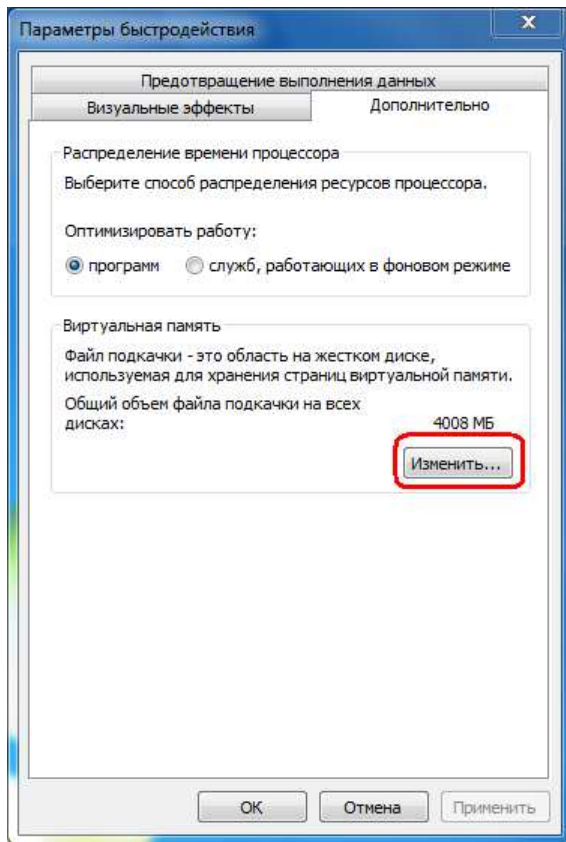 Параметры быстродействия
x
Предотвращение выполнения данных
Визуальные эффекты
Дополнительно
Распределение времени процессора
Выберите способ распределения ресурсов процессора.
Оптимизировать работу:
программ
служб, работающих в фоновом режиме
Виртуальная память
Файл подкачки - это область на жестком диске,
используемая для хранения страниц виртуальной памяти.
Общий объем файла подкачки на всех
дисках:
4008 МБ
Изменить...
ОК
Отмена
Применить